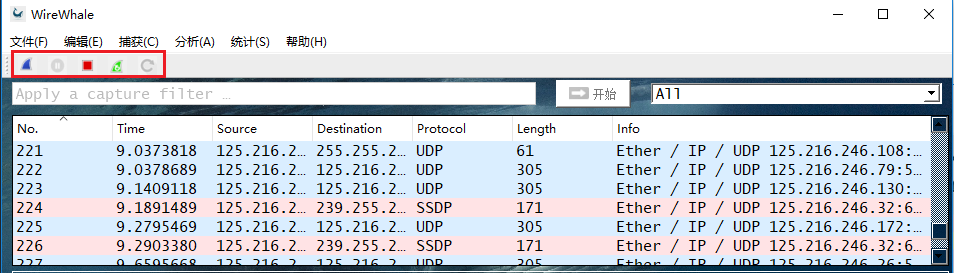 WireWhale
文件(F) 编辑(E) 捕获(C) 分析(A) 统计(S) 帮助(H)
Apply a capture filter … 开始 All
No. Time Source Destination Protocol Length Info
221 9.0373818 125.216.2… 255.255.2… UDP 61 Ether / IP / UDP 125.216.246.108:…
222 9.0378689 125.216.2… 125.216.2… UDP 305 Ether / IP / UDP 125.216.246.79:5…
223 9.1409118 125.216.2… 125.216.2… UDP 305 Ether / IP / UDP 125.216.246.130:…
224 9.1891489 125.216.2… 239.255.2… SSDP 171 Ether / IP / UDP 125.216.246.32:6…
225 9.2795469 125.216.2… 125.216.2… UDP 305 Ether / IP / UDP 125.216.246.172:…
226 9.2903380 125.216.2… 239.255.2… SSDP 171 Ether / IP / UDP 125.216.246.32:6…
227 9.6595668 125.216.2… 125.216.2… UDP 305 Ether / IP / UDP 125.216.246.26:5…